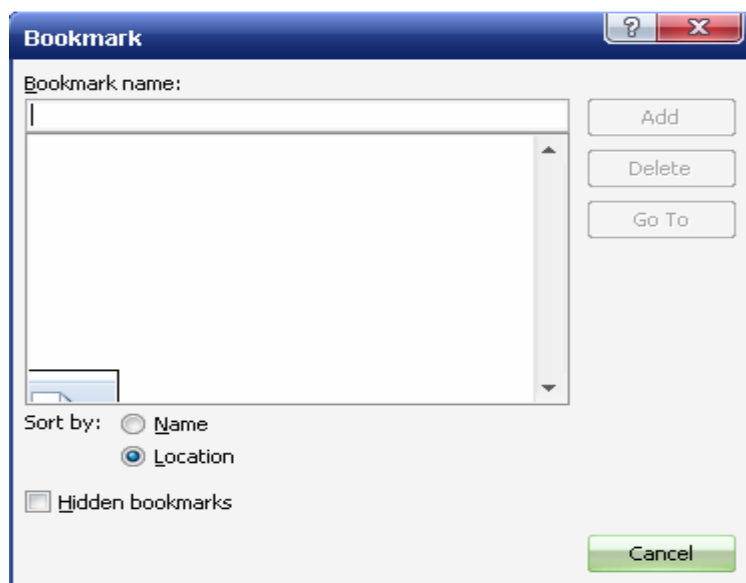 Bookmark
?
X
Bookmark name:
Add
Delete
Go To
Sort by: Name
Location
Hidden bookmarks
Cancel